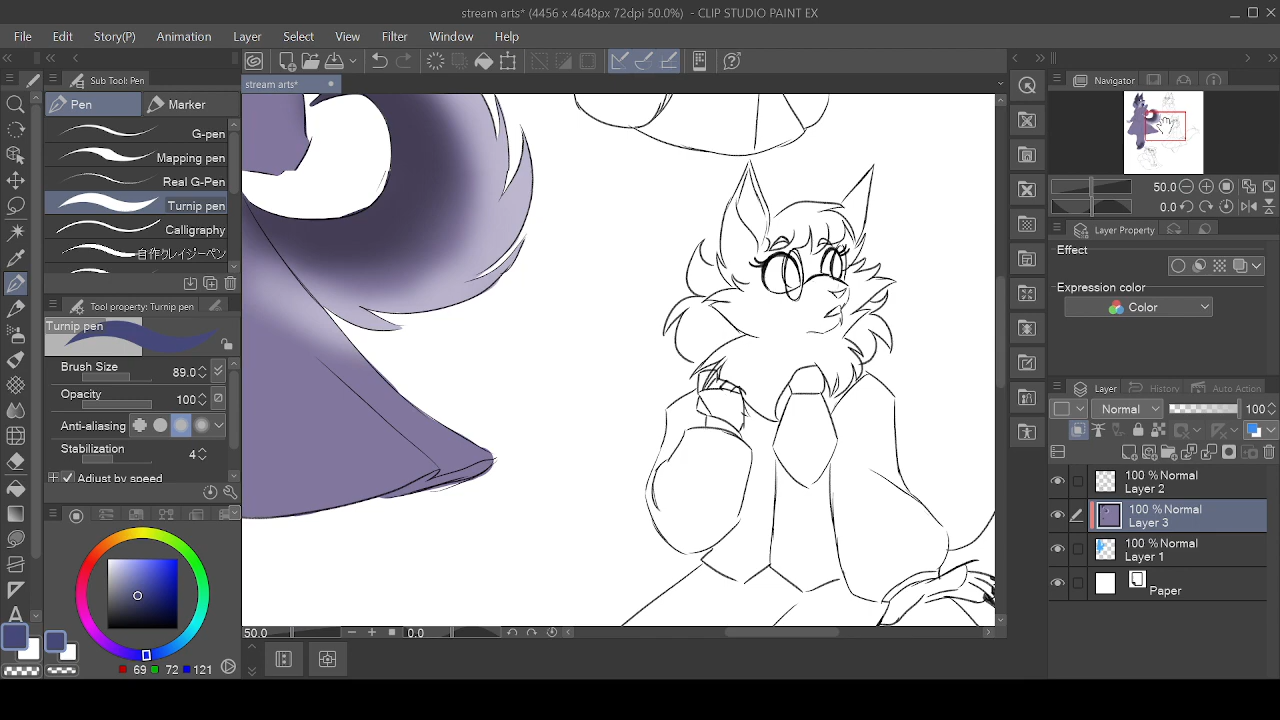 stream arts* (4456 x 4648px 72dpi 50.0%) - CLIP STUDIO PAINT EX
File Edit Story(P) Animation Layer Select View Filter Window Help
Sub Tool: Pen
Navigator
stream arts*
Pen Marker
G-pen
Mapping pen
Real G-Pen
Turnip pen
Calligraphy
自作クレイジーペン
50.0
0.0
Layer Property
Effect
Expression color
Color
Tool property: Turnip pen
Turnip pen
Brush Size 89.0
Opacity 100
Anti-aliasing
Stabilization 4
Adjust by speed
Layer History Auto Action
Normal 100
100 % Normal
Layer 2
100 % Normal
Layer 3
100 % Normal
Layer 1
Paper
A
50.0 0.0
69 72 121